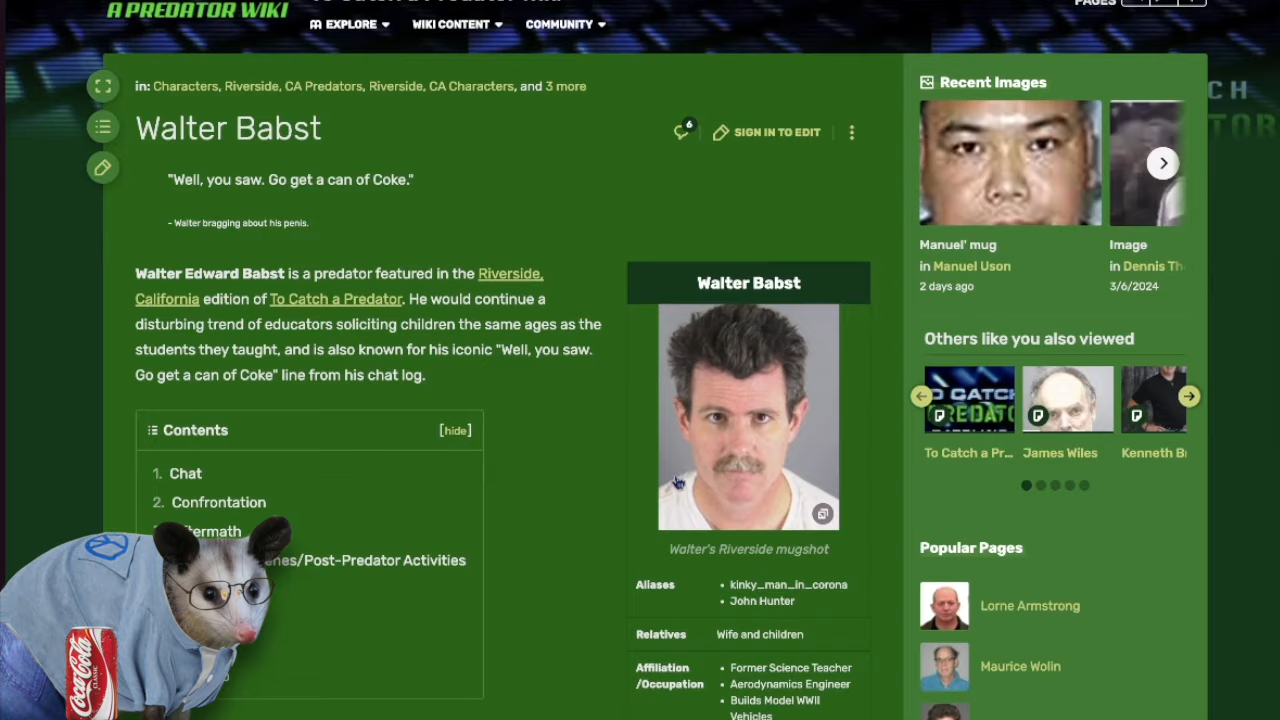 A PREDATOR WIKI
EXPLORE
WIKI CONTENT
COMMUNITY
PAGES
in: Characters, Riverside, CA Predators, Riverside, CA Characters, and 3 more
Walter Babst
6
SIGN IN TO EDIT
"Well, you saw. Go get a can of Coke."
- Walter bragging about his penis.
Walter Edward Babst is a predator featured in the Riverside,
California edition of To Catch a Predator. He would continue a
disturbing trend of educators soliciting children the same ages as the
students they taught, and is also known for his iconic "Well, you saw.
Go get a can of Coke" line from his chat log.
Contents [hide]
1. Chat
2. Confrontation
termath
enes/Post-Predator Activities
Coca-Cola
CLASSIC
Walter Babst
Walter's Riverside mugshot
Aliases
• kinky_man_in_corona
• John Hunter
Relatives
Wife and children
Affiliation
/Occupation
• Former Science Teacher
• Aerodynamics Engineer
• Builds Model WWII
Vehicles
Recent Images
Manuel' mug
in Manuel Uson
2 days ago
Image
in Dennis Th
3/6/2024
CH
TOR
Others like you also viewed
O CATCH
PREDATO
To Catch a Pr...
James Wiles
Kenneth Br
Popular Pages
Lorne Armstrong
Maurice Wolin